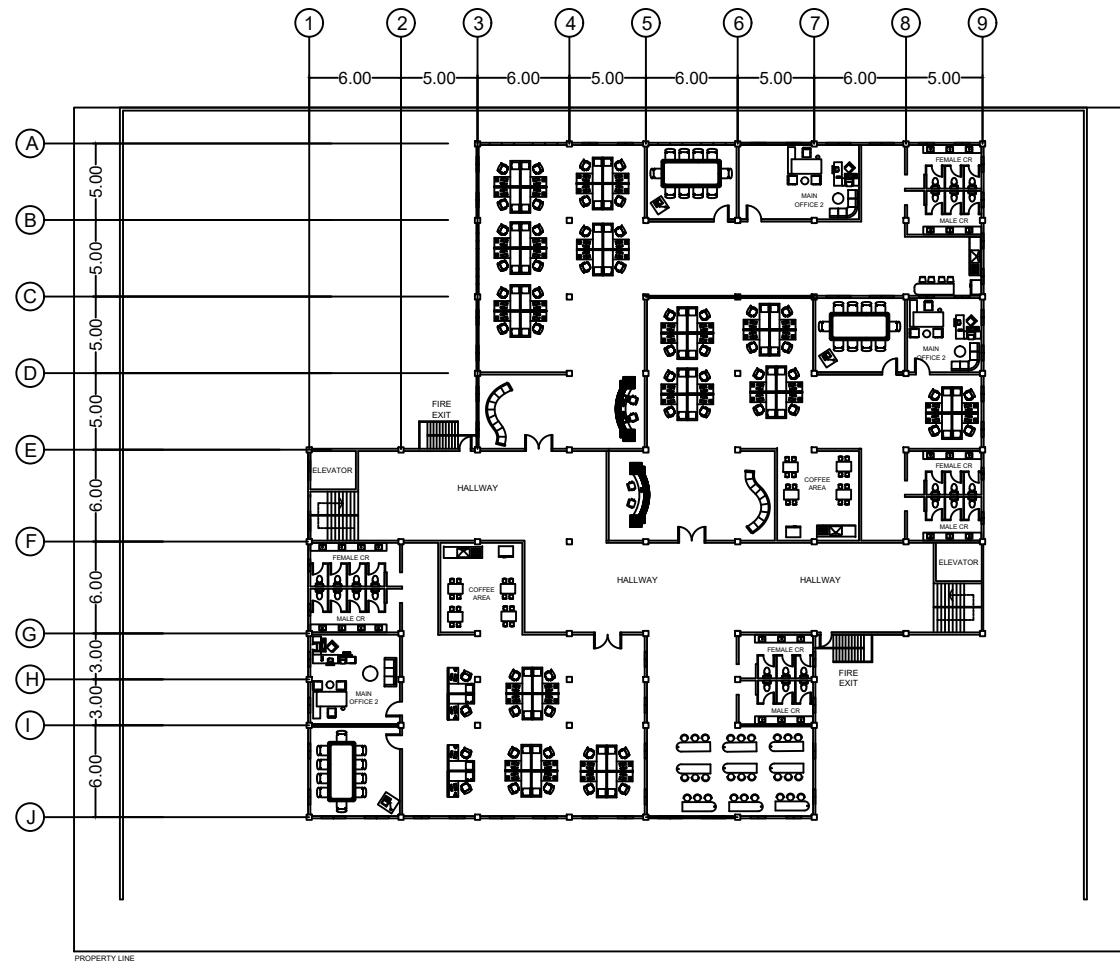 1 2 3 4 5 6 7 8 9
6.00 5.00 6.00 5.00 6.00 5.00 6.00 5.00
A
B
C
D
E
F
G
H
I
J
5.00
5.00
5.00
5.00
6.00
6.00
3.00
3.00
6.00
FEMALE CR
MAIN
OFFICE 2
MALE CR
MAIN
OFFICE 2
FIRE
EXIT
ELEVATOR
HALLWAY
COFFEE
AREA
FEMALE CR
MALE CR
FEMALE CR
MALE CR
COFFEE
AREA
HALLWAY
HALLWAY
ELEVATOR
MAIN
OFFICE 2
FEMALE CR
MALE CR
FIRE
EXIT
PROPERTY LINE